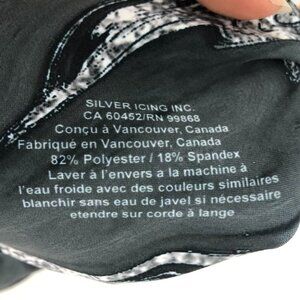 SILVER ICING INC.
CA 60452/RN 99868
Conçu à Vancouver, Canada
Fabriqué en Vancouver, Canada
82% Polyester / 18% Spandex
Laver à l'envers a la machine à
l'eau froide avec des couleurs similaires
blanchir sans eau de javel si nécessaire
etendre sur corde à lange